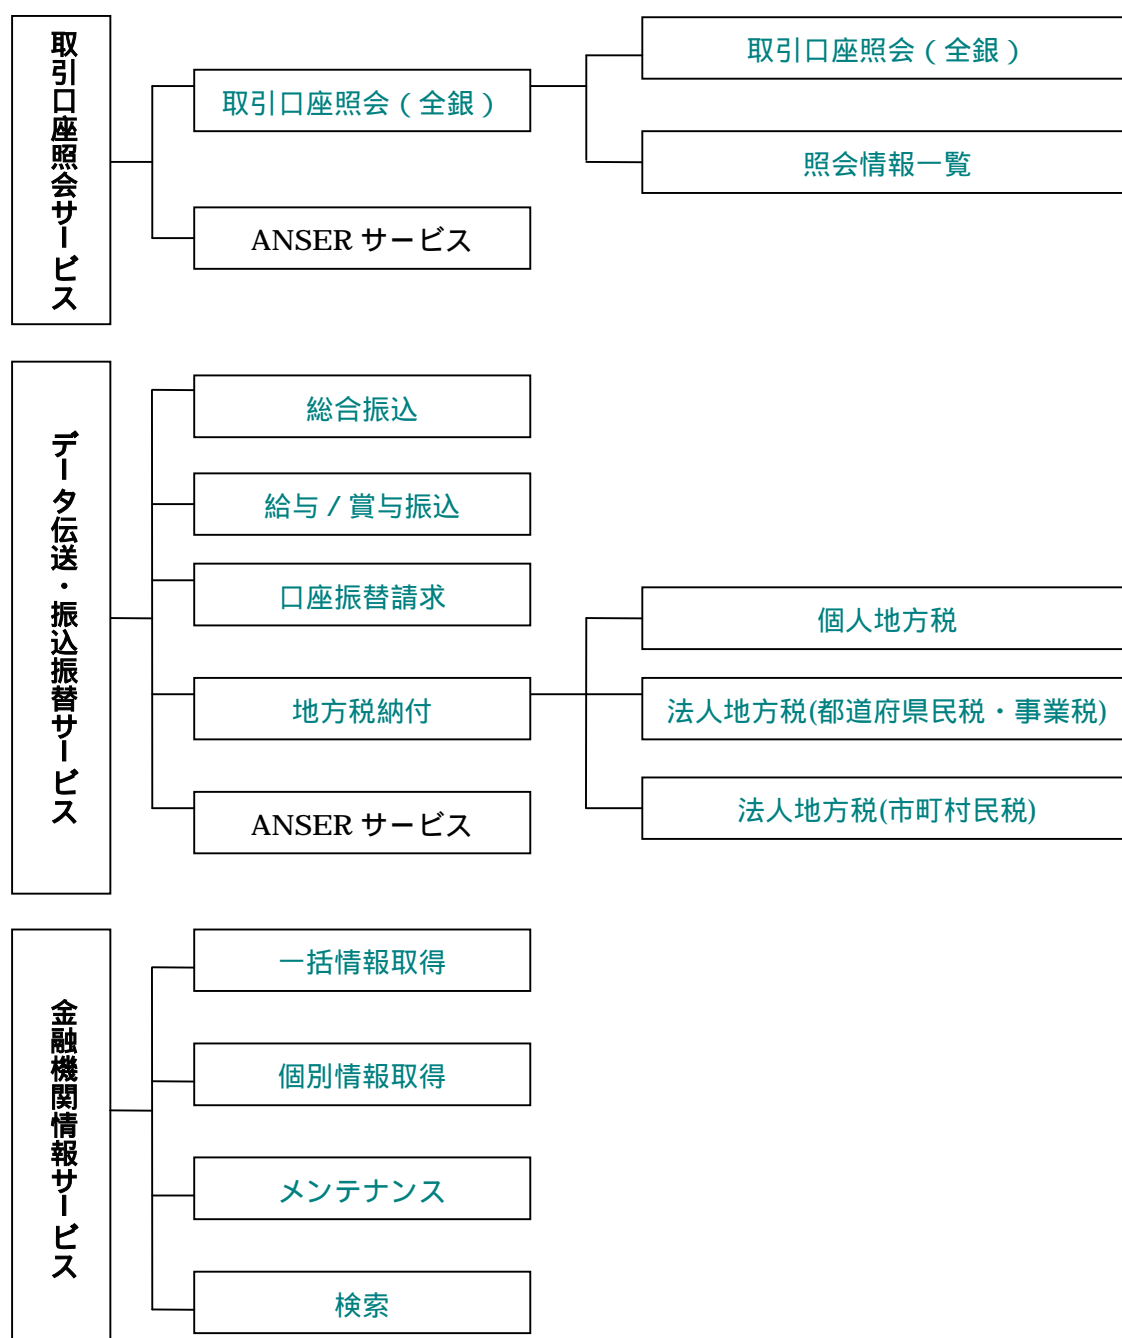 取引口座照会サービス
取引口座照会（全銀）
取引口座照会（全銀）
照会情報一覧
ANSER サービス
データ伝送・振込振替サービス
総合振込
給与／賞与振込
口座振替請求
地方税納付
個人地方税
法人地方税(都道府県民税・事業税)
法人地方税(市町村民税)
ANSER サービス
金融機関情報サービス
一括情報取得
個別情報取得
メンテナンス
検索